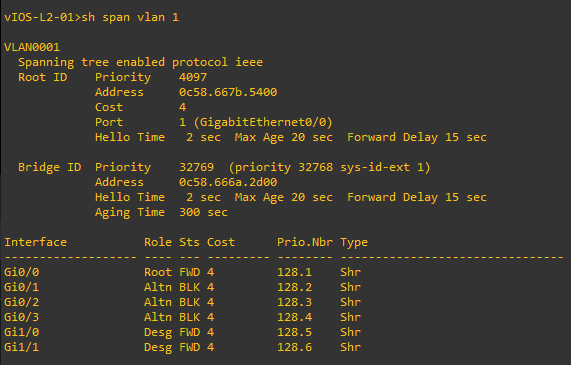 vIOS-L2-01>sh span vlan 1
VLAN0001
Spanning tree enabled protocol ieee
Root ID Priority 4097
Address 0c58.667b.5400
Cost 4
Port 1 (GigabitEthernet0/0)
Hello Time 2 sec Max Age 20 sec Forward Delay 15 sec
Bridge ID Priority 32769 (priority 32768 sys-id-ext 1)
Address 0c58.666a.2d00
Hello Time 2 sec Max Age 20 sec Forward Delay 15 sec
Aging Time 300 sec
Interface Role Sts Cost Prio.Nbr Type
------------------- ---- --- --------- -------- --------------------------------
Gi0/0 Root FWD 4 128.1 Shr
Gi0/1 Altn BLK 4 128.2 Shr
Gi0/2 Altn BLK 4 128.3 Shr
Gi0/3 Altn BLK 4 128.4 Shr
Gi1/0 Desg FWD 4 128.5 Shr
Gi1/1 Desg FWD 4 128.6 Shr